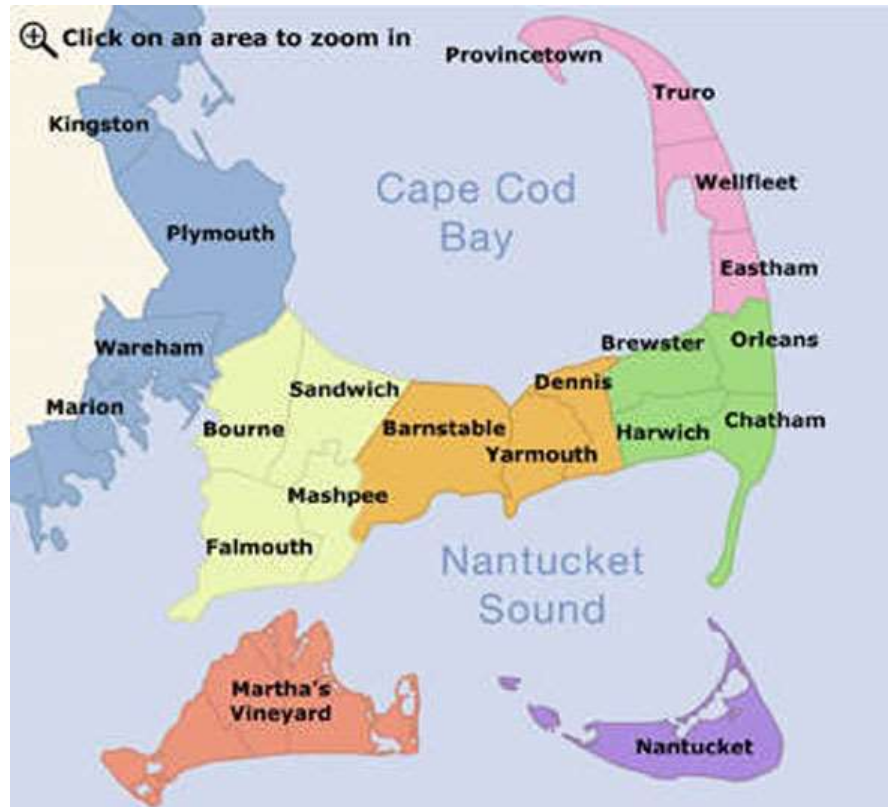 Click on an area to zoom in
Provincetown
Truro
Kingston
Wellfleet
Cape Cod
Bay
Plymouth
Eastham
Wareham
Brewster
Orleans
Sandwich
Dennis
Marion
Bourne
Barnstable
Yarmouth
Harwich
Chatham
Mashpee
Falmouth
Nantucket
Sound
Martha's
Vineyard
Nantucket